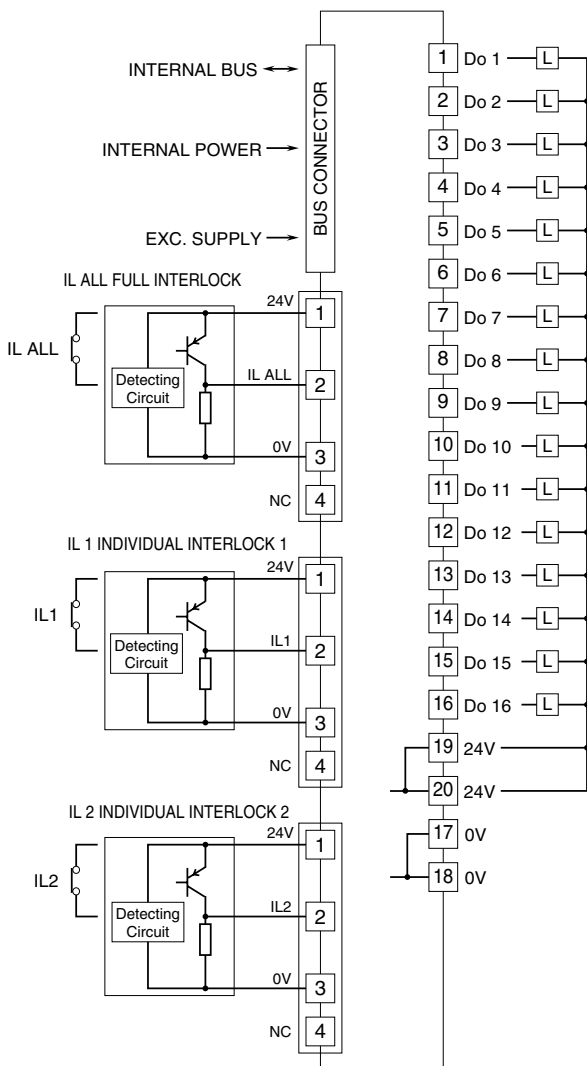 INTERNAL BUS
INTERNAL POWER
EXC. SUPPLY
BUS CONNECTOR
IL ALL FULL INTERLOCK
24V
1
IL ALL
Detecting
Circuit
IL ALL
2
0V
3
NC
4
IL 1 INDIVIDUAL INTERLOCK 1
24V
1
IL1
Detecting
Circuit
IL1
2
0V
3
NC
4
IL 2 INDIVIDUAL INTERLOCK 2
24V
1
IL2
Detecting
Circuit
IL2
2
0V
3
NC
4
1 Do 1 L
2 Do 2 L
3 Do 3 L
4 Do 4 L
5 Do 5 L
6 Do 6 L
7 Do 7 L
8 Do 8 L
9 Do 9 L
10 Do 10 L
11 Do 11 L
12 Do 12 L
13 Do 13 L
14 Do 14 L
15 Do 15 L
16 Do 16 L
19 24V
20 24V
17 0V
18 0V